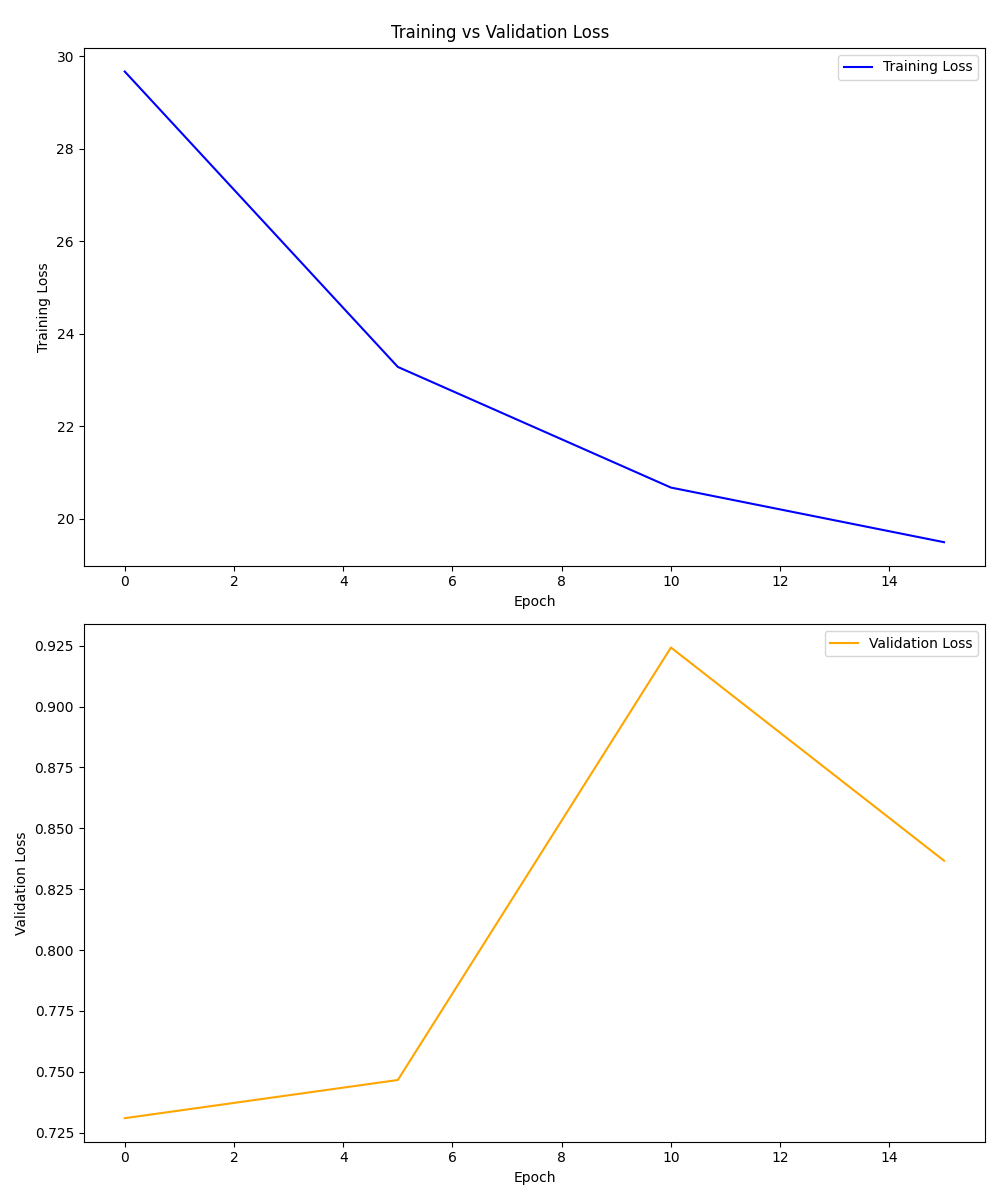 Training vs Validation Loss
Training Loss
30
28
26
24
22
20
Training Loss
0 2 4 6 8 10 12 14
Epoch
Validation Loss
0.925
0.900
0.875
0.850
0.825
0.800
0.775
0.750
0.725
Validation Loss
0 2 4 6 8 10 12 14
Epoch